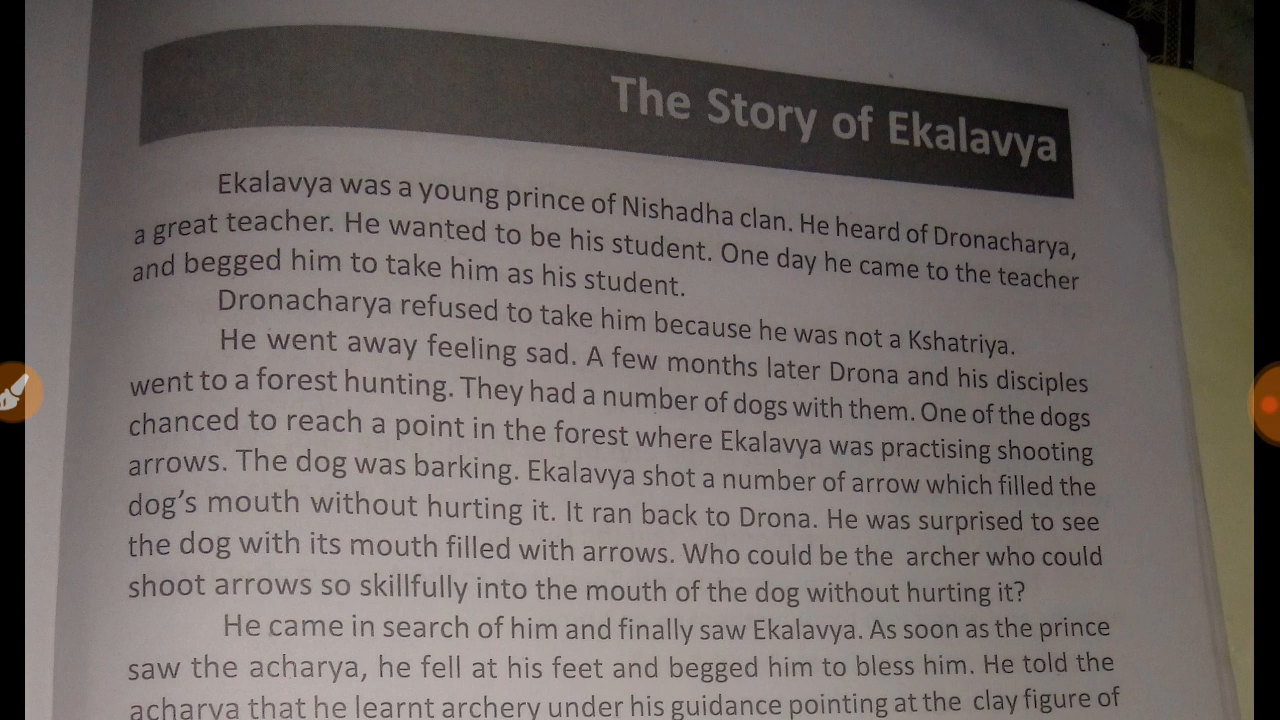 The Story of Ekalavya
Ekalavya was a young prince of Nishadha clan. He heard of Dronacharya,
a great teacher. He wanted to be his student. One day he came to the teacher
and begged him to take him as his student.
Dronacharya refused to take him because he was not a Kshatriya.
He went away feeling sad. A few months later Drona and his disciples
went to a forest hunting. They had a number of dogs with them. One of the dogs
chanced to reach a point in the forest where Ekalavya was practising shooting
arrows. The dog was barking. Ekalavya shot a number of arrow which filled the
dog's mouth without hurting it. It ran back to Drona. He was surprised to see
the dog with its mouth filled with arrows. Who could be the archer who could
shoot arrows so skillfully into the mouth of the dog without hurting it?
He came in search of him and finally saw Ekalavya. As soon as the prince
saw the acharya, he fell at his feet and begged him to bless him. He told the
acharya that he learnt archery under his guidance pointing at the clay figure of